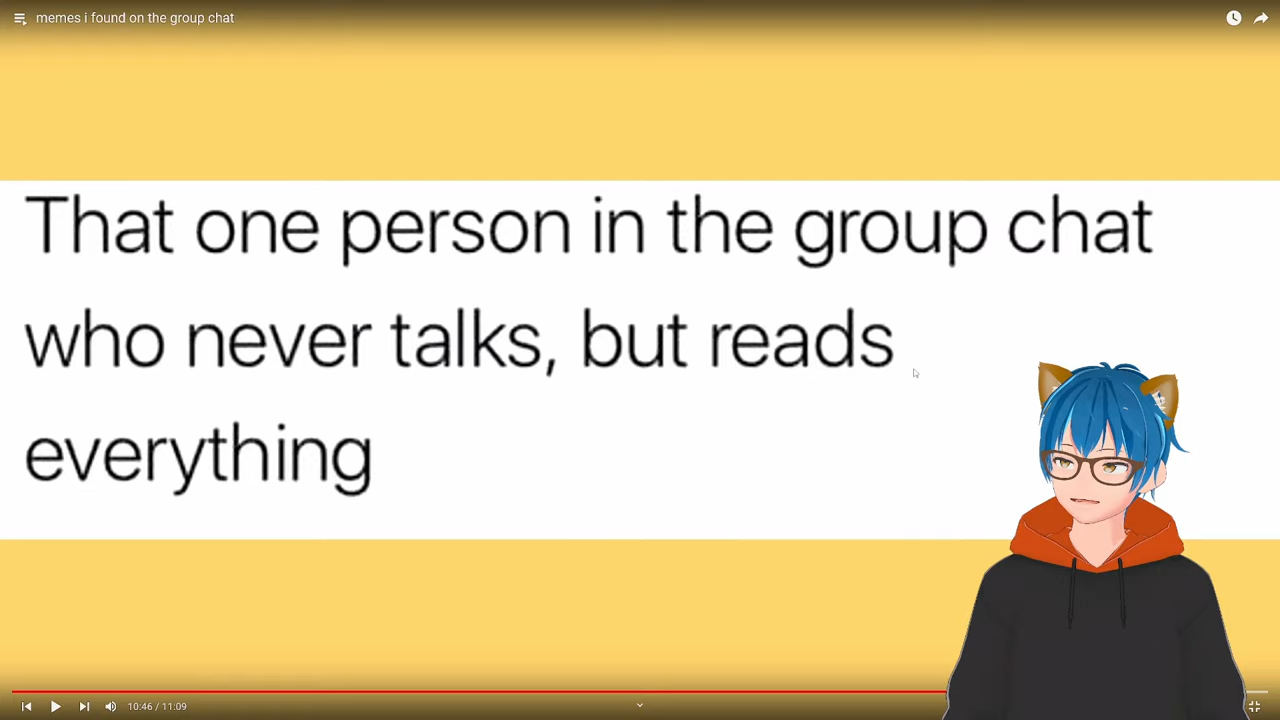 memes i found on the group chat
That one person in the group chat
who never talks, but reads
everything
10:46 / 11:09